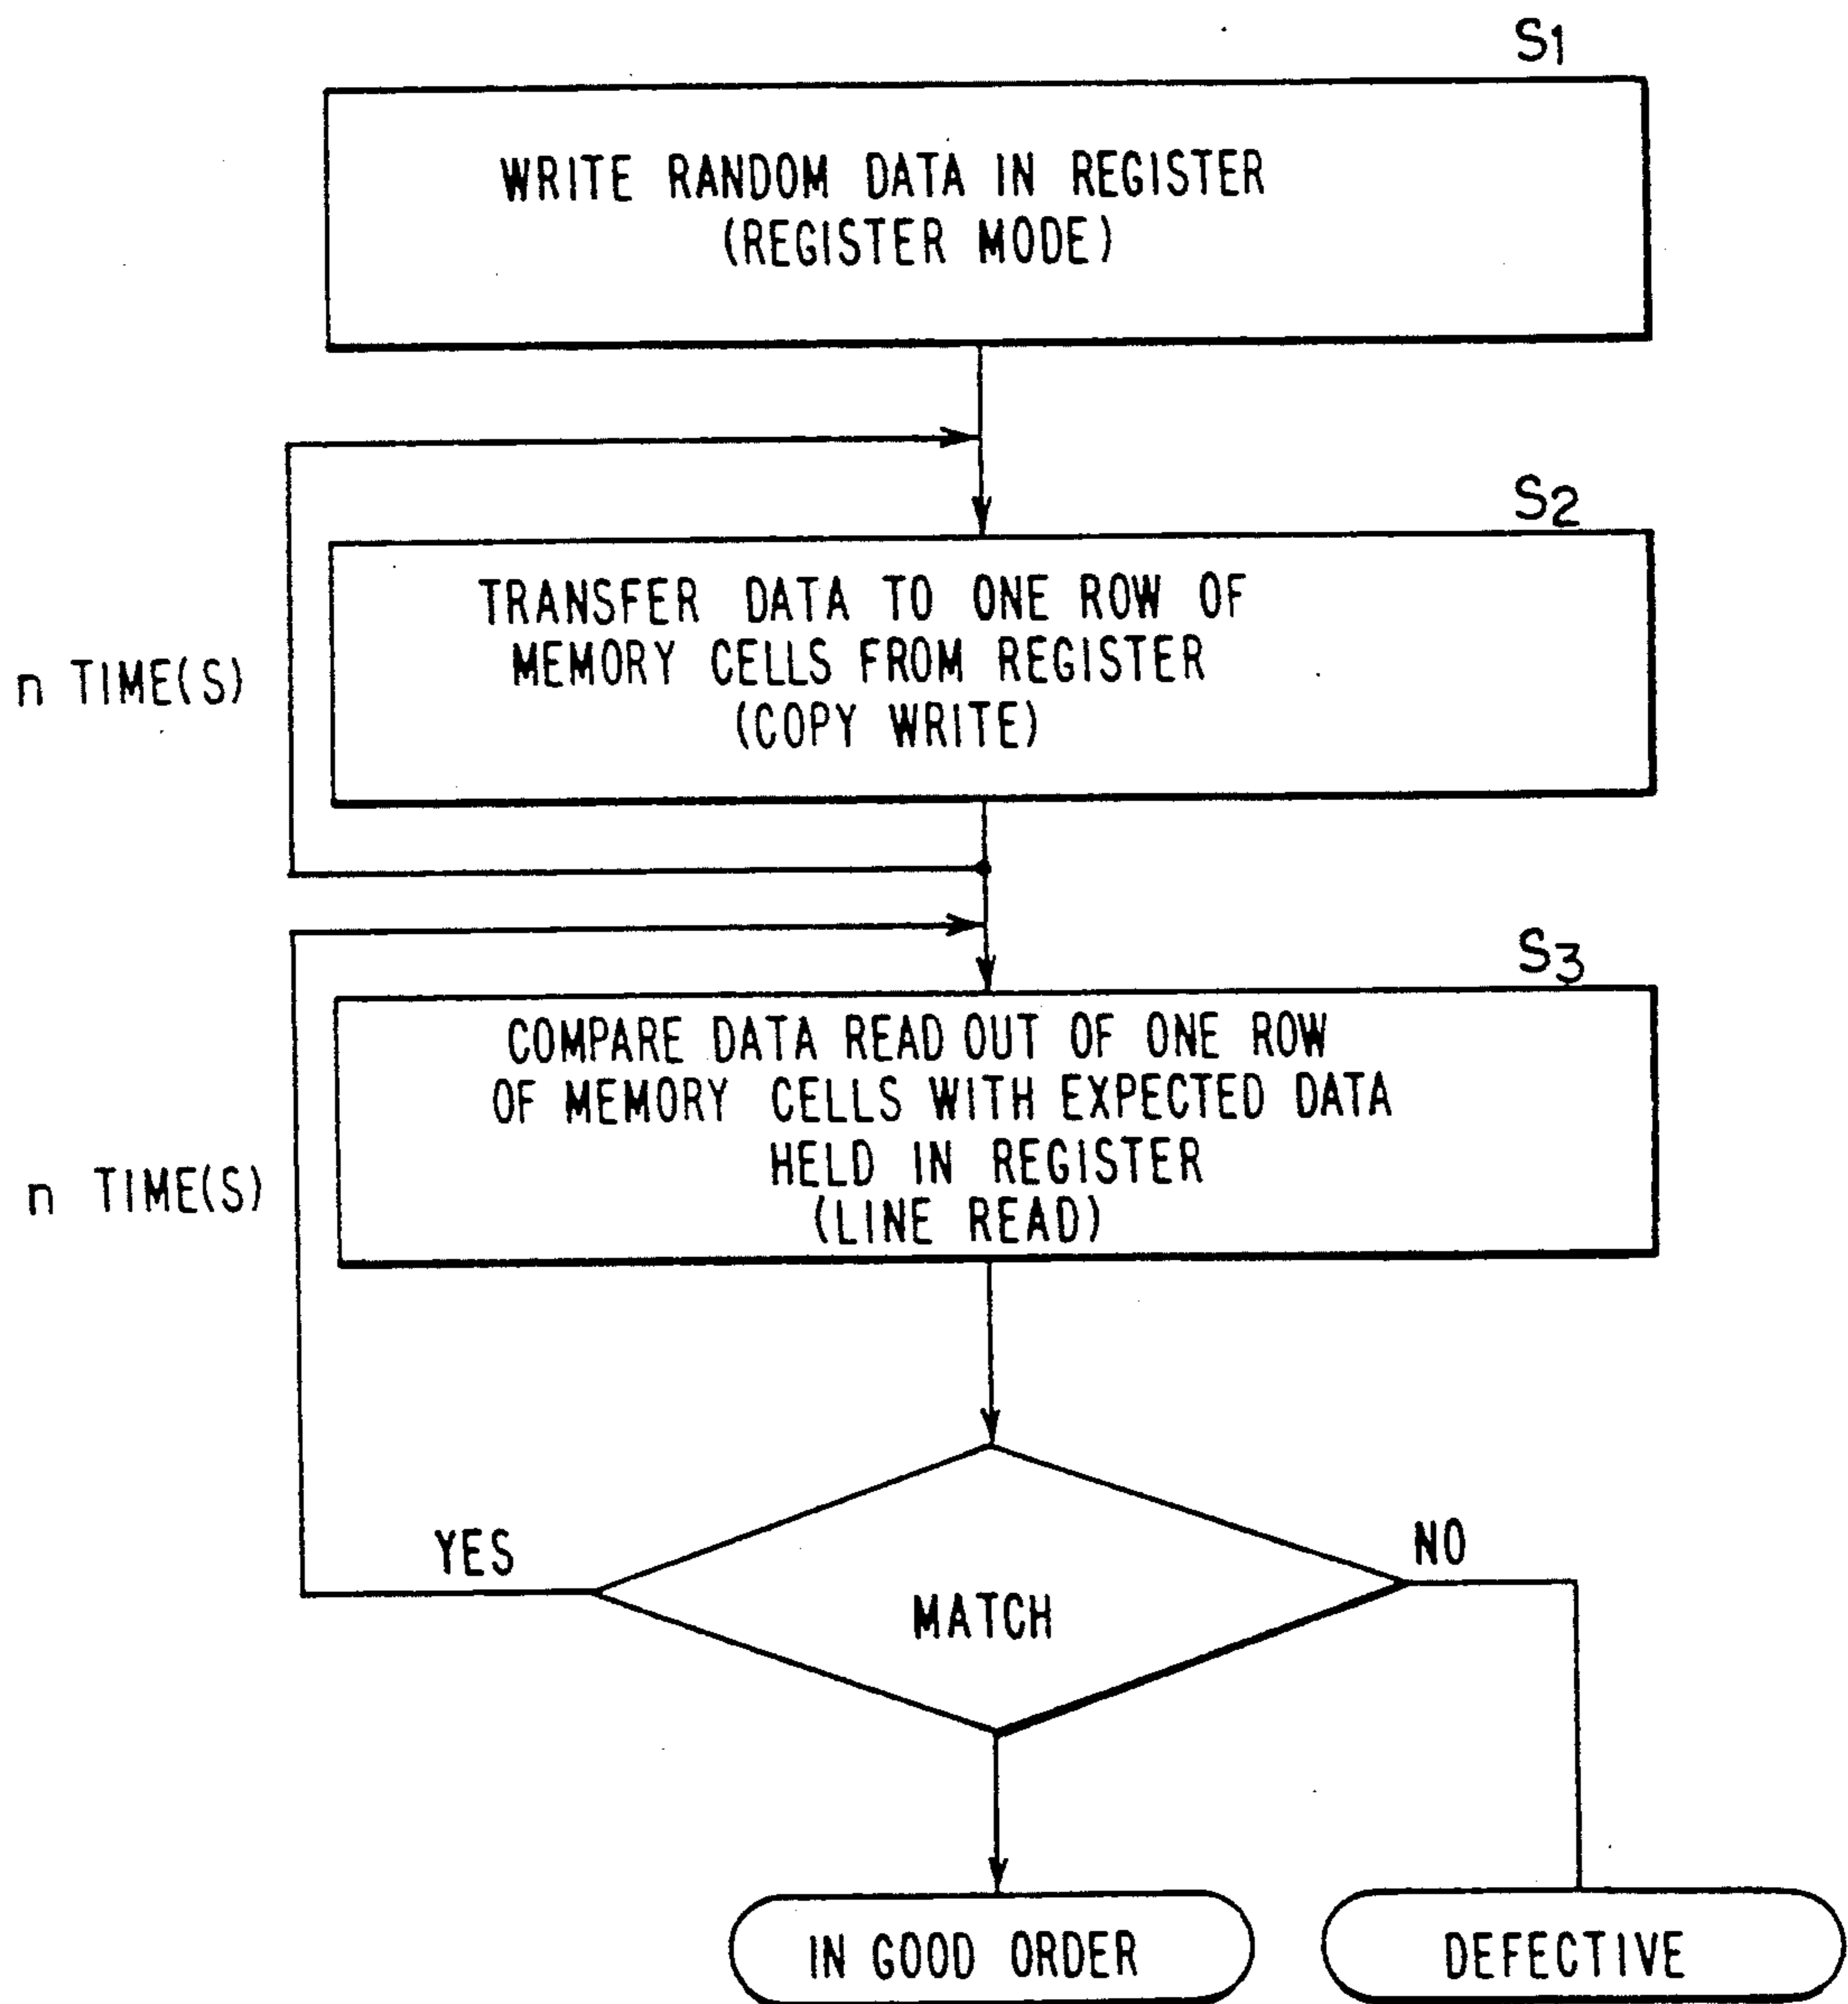 S1
WRITE RANDOM DATA IN REGISTER
(REGISTER MODE)
S2
TRANSFER DATA TO ONE ROW OF
MEMORY CELLS FROM REGISTER
(COPY WRITE)
n TIME(S)
S3
COMPARE DATA READ OUT OF ONE ROW
OF MEMORY CELLS WITH EXPECTED DATA
HELD IN REGISTER
(LINE READ)
n TIME(S)
YES
NO
MATCH
IN GOOD ORDER
DEFECTIVE